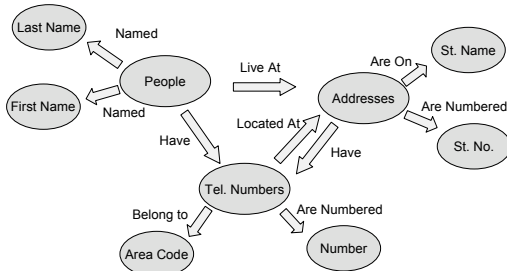 Last Name
Named
St. Name
Are On
People
Live At
Addresses
First Name
Named
Are Numbered
Located At
Have
Have
St. No.
Tel. Numbers
Belong to
Are Numbered
Area Code
Number